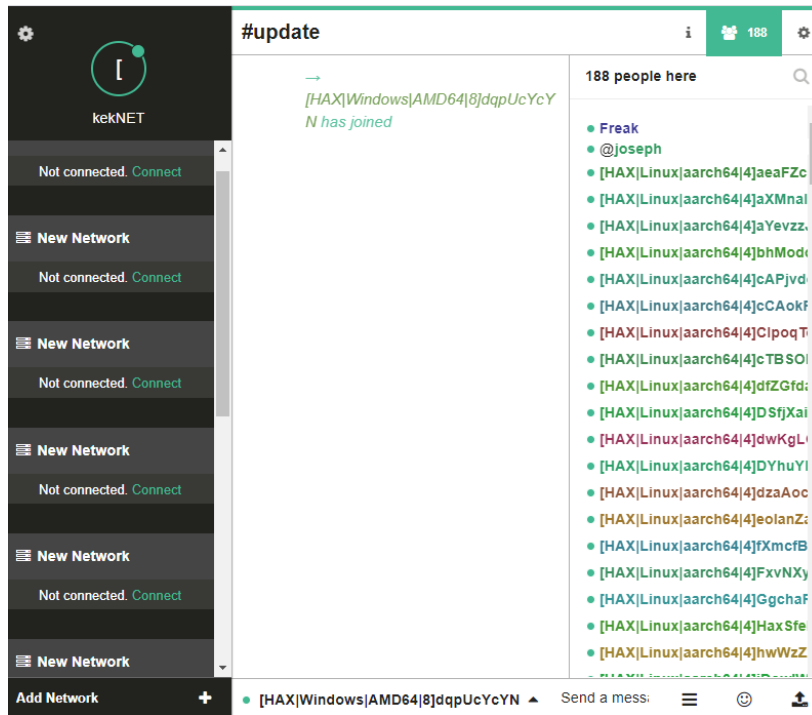 [
kekNET
Not connected. Connect
New Network
Not connected. Connect
New Network
Not connected. Connect
New Network
Not connected. Connect
New Network
Not connected. Connect
New Network
Add Network +
#update
i 188
→
[HAX|Windows|AMD64|8]dqpUcYcY
N has joined
188 people here
Freak
@joseph
[HAX|Linux|aarch64|4]aeaFZc
[HAX|Linux|aarch64|4]aXMnal
[HAX|Linux|aarch64|4]aYevzz
[HAX|Linux|aarch64|4]bhModo
[HAX|Linux|aarch64|4]cAPjvd
[HAX|Linux|aarch64|4]cCAokF
[HAX|Linux|aarch64|4]ClpoqT
[HAX|Linux|aarch64|4]cTBSO
[HAX|Linux|aarch64|4]dfZGfda
[HAX|Linux|aarch64|4]DSfjXai
[HAX|Linux|aarch64|4]dwKgL
[HAX|Linux|aarch64|4]DYhuY
[HAX|Linux|aarch64|4]dzaAoc
[HAX|Linux|aarch64|4]eolanZa
[HAX|Linux|aarch64|4]fXmcfB
[HAX|Linux|aarch64|4]FxvNXy
[HAX|Linux|aarch64|4]GgchaF
[HAX|Linux|aarch64|4]HaxSfe
[HAX|Linux|aarch64|4]hwWzZ
[HAX|Windows|AMD64|8]dqpUcYcYN
Send a mess